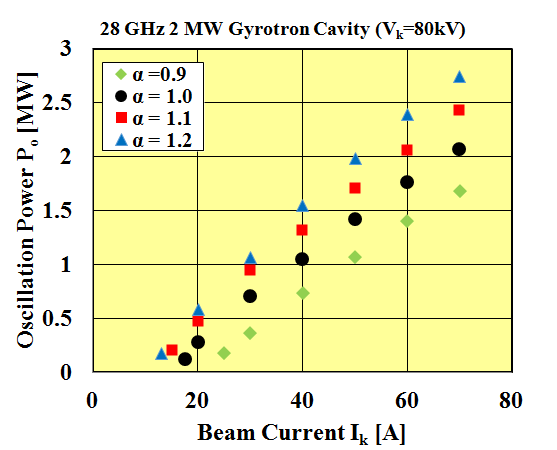 28 GHz 2 MW Gyrotron Cavity (Vk=80kV)
Oscillation Power Po [MW]
3
2.5
2
1.5
1
0.5
0
α =0.9
α = 1.0
α = 1.1
α = 1.2
0 20 40 60 80
Beam Current Ik [A]